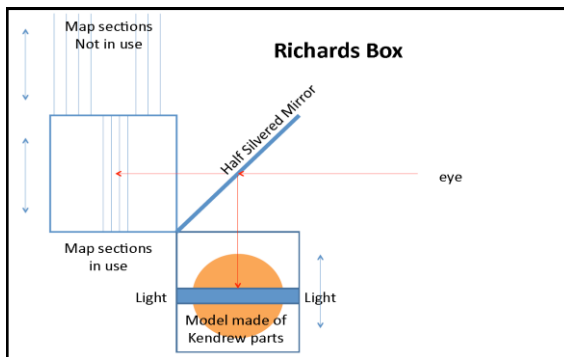 Map sections
Not in use
Richards Box
Half Silvered Mirror
eye
Map sections
in use
Light
Light
Model made of
Kendrew parts